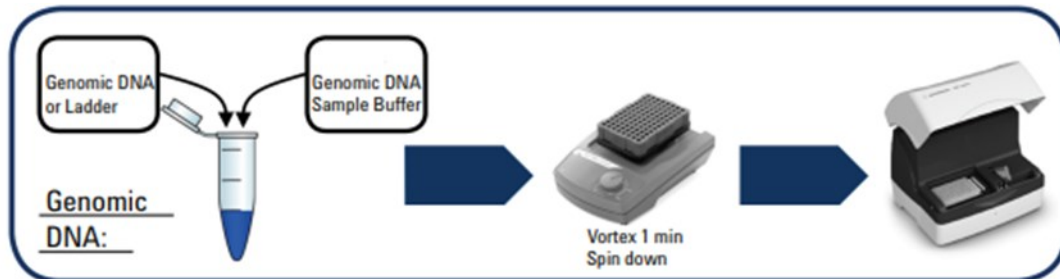 Genomic DNA
or Ladder
Genomic DNA
Sample Buffer
Genomic
DNA:
Vortex 1 min
Spin down